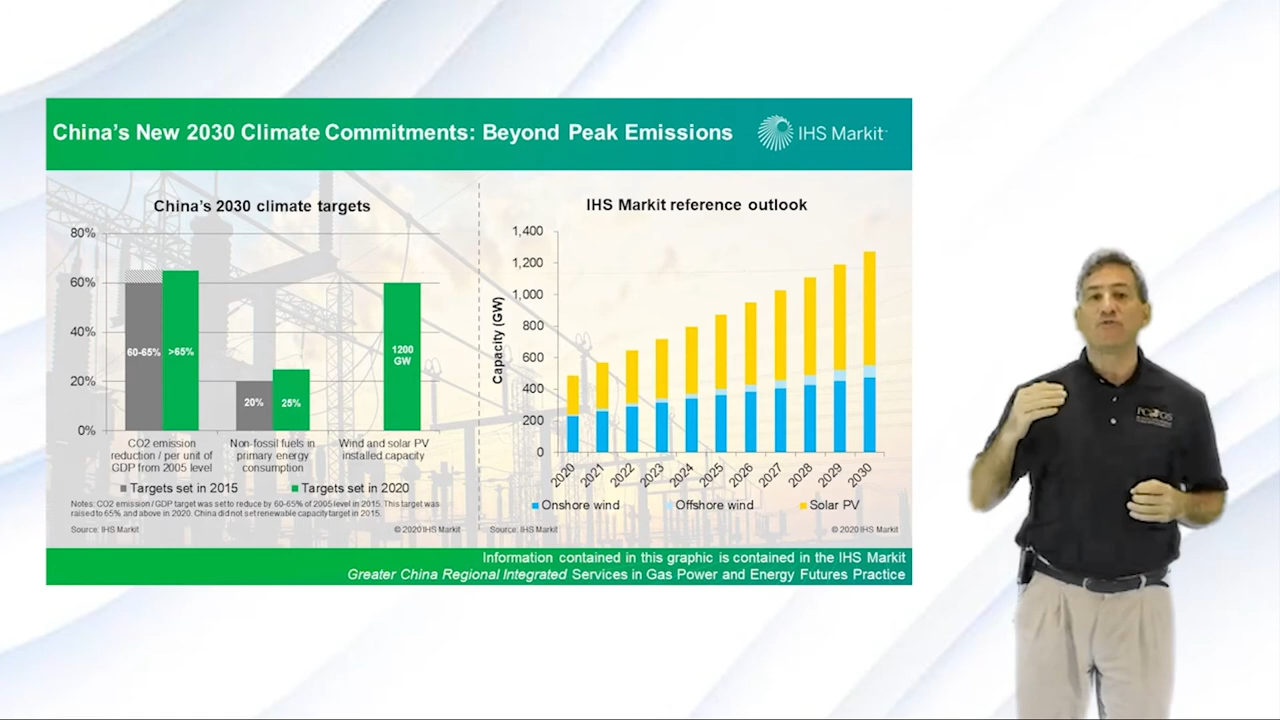 China's New 2030 Climate Commitments: Beyond Peak Emissions
IHS Markit
China's 2030 climate targets
80%
60%
40%
20%
0%
60-65%
>65%
20%
25%
1200
GW
CO2 emission
reduction / per unit of
GDP from 2005 level
Non-fossil fuels in
primary energy
consumption
Wind and solar PV
installed capacity
Targets set in 2015
Targets set in 2020
Notes: CO2 emission/GDP target was set to reduce by 60-65% of 2005 level in 2015. This target was
raised to 65% and above in 2020. China did not set renewable capacity target in 2015.
Source: IHS Markit
© 2020 IHS Markit
IHS Markit reference outlook
Capacity (GW)
1,400
1,200
1,000
800
600
400
200
0
2020
2021
2022
2023
2024
2025
2026
2027
2028
2029
2030
Onshore wind
Offshore wind
Solar PV
Source: IHS Markit
© 2020 IHS Markit
Information contained in this graphic is contained in the IHS Markit
Greater China Regional Integrated Services in Gas Power and Energy Futures Practice